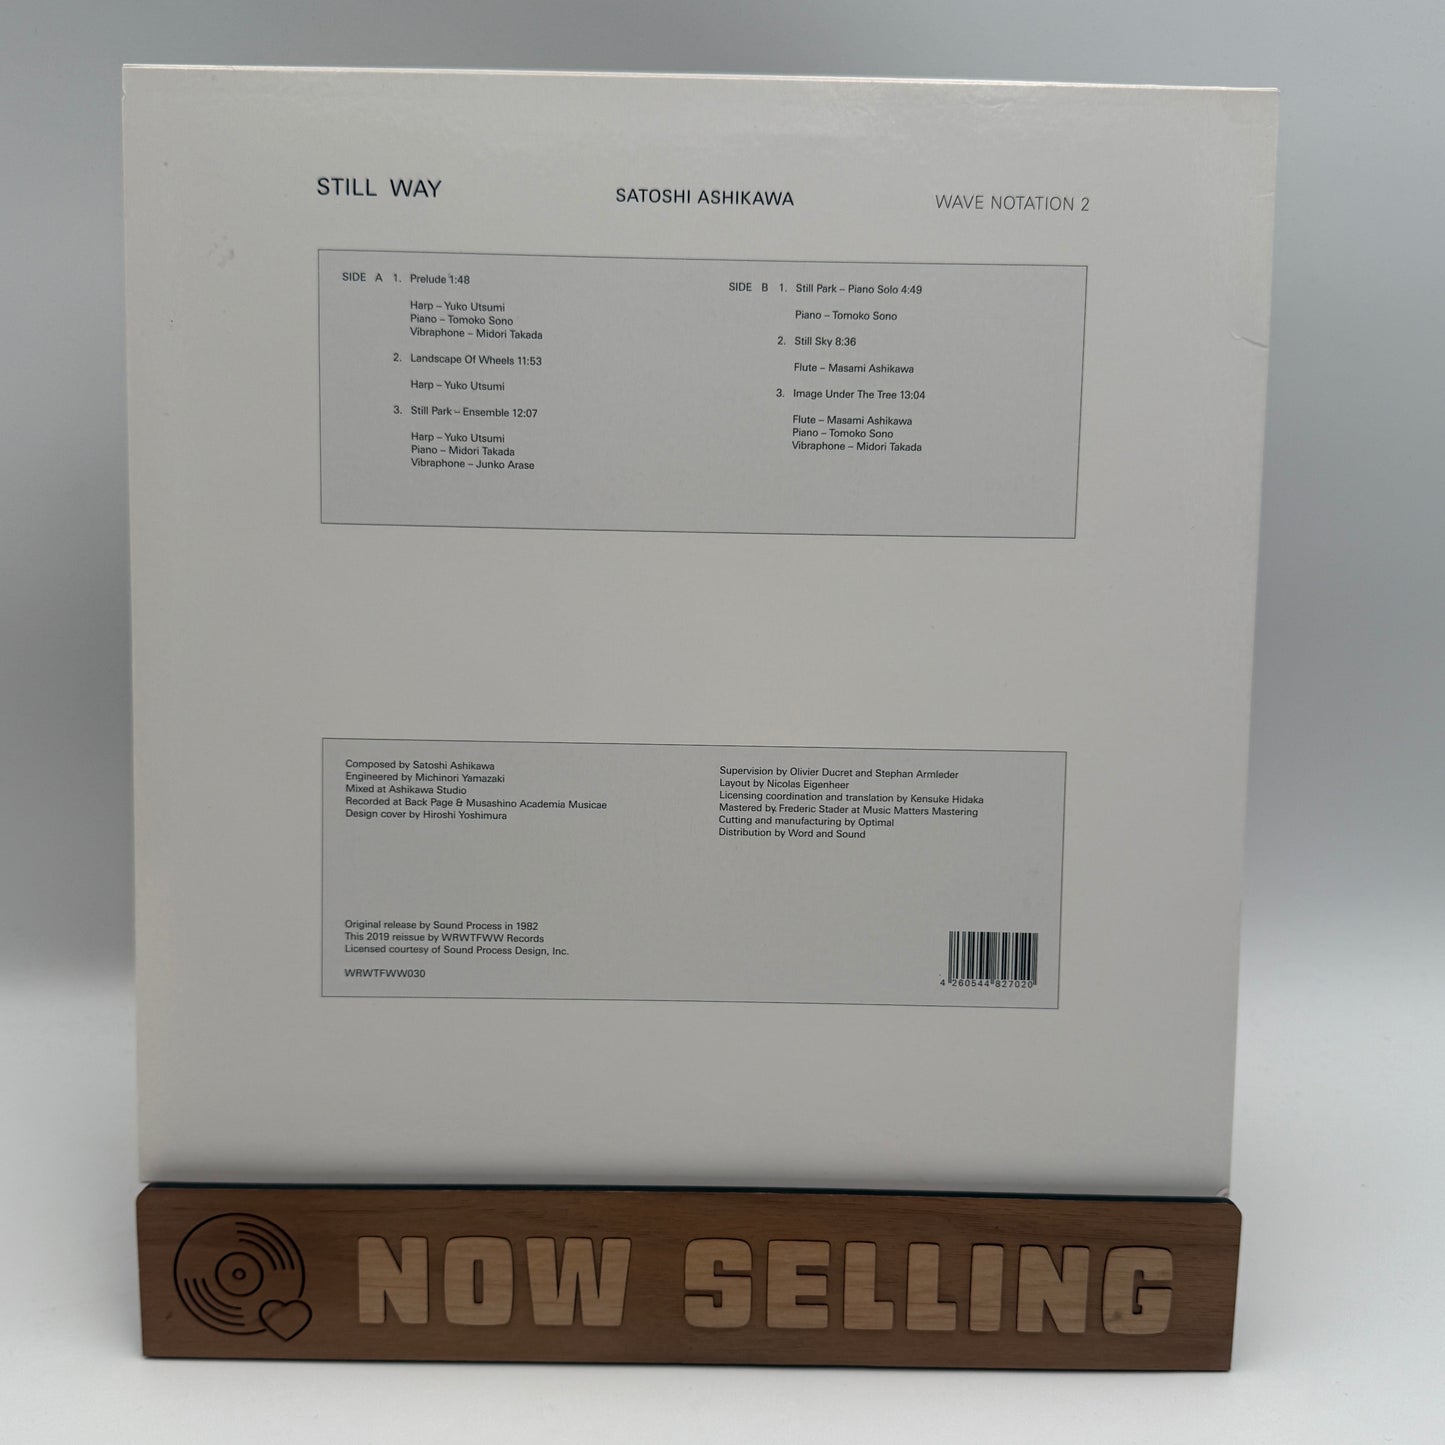 STILL WAY
SATOSHI ASHIKAWA
WAVE NOTATION 2
SIDE A 1. Prelude 1:48
Harp – Yuko Utsumi
Piano – Tomoko Sono
Vibraphone – Midori Takada
2. Landscape Of Wheels 11:53
Harp – Yuko Utsumi
3. Still Park – Ensemble 12:07
Harp – Yuko Utsumi
Piano – Midori Takada
Vibraphone – Junko Arase
SIDE B 1. Still Park – Piano Solo 4:49
Piano – Tomoko Sono
2. Still Sky 8:36
Flute – Masami Ashikawa
3. Image Under The Tree 13:04
Flute – Masami Ashikawa
Piano – Tomoko Sono
Vibraphone – Midori Takada
Composed by Satoshi Ashikawa
Engineered by Michinori Yamazaki
Mixed at Ashikawa Studio
Recorded at Back Page & Musashino Academia Musicae
Design cover by Hiroshi Yoshimura
Supervision by Olivier Ducret and Stephan Armleder
Layout by Nicolas Eigenheer
Licensing coordination and translation by Kensuke Hidaka
Mastered by Frederic Stader at Music Matters Mastering
Cutting and manufacturing by Optimal
Distribution by Word and Sound
Original release by Sound Process in 1982
This 2019 reissue by WRWTFWW Records
Licensed courtesy of Sound Process Design, Inc.
WRWTFWW030
4 260544 827020
NOW SELLING